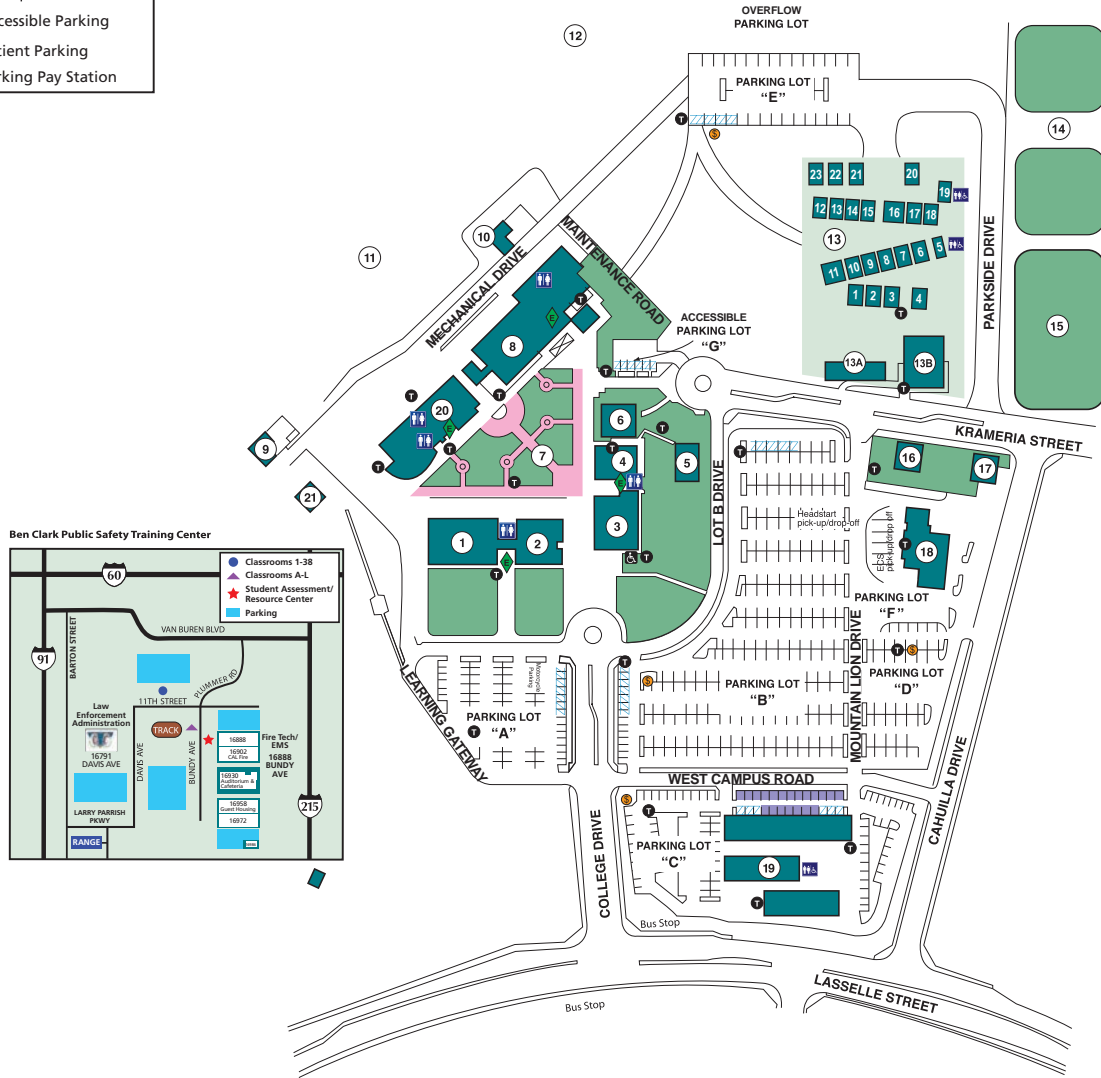 cessible Parking
tient Parking
rking Pay Station
OVERFLOW
PARKING LOT
12
PARKING LOT
“E”
T
$
14
23
22
21
20
19
12
13
14
15
16
17
18
13
11
10
9
8
7
6
5
1
2
3
4
T
PARKSIDE DRIVE
15
13A
13B
T
10
11
MAINTENANCE ROAD
MECHANICAL DRIVE
T
E
8
ACCESSIBLE
PARKING LOT
“G”
T
T
T
20
E
T
T
9
7
T
21
6
T
T
4
5
E
3
T
1
2
E
T
LOT B DRIVE
T
KRAMERIA STREET
16
17
T
Headstart
pick-up/drop-off
ECS
pick-up/drop off
T
18
PARKING LOT
“F”
T
$
PARKING LOT
“D”
MOUNTAIN LION DRIVE
T
$
PARKING LOT
“B”
LEARNING GATEWAY
Motorcycle
Parking
PARKING LOT
“A”
T
WEST CAMPUS ROAD
CAHUILLA DRIVE
COLLEGE DRIVE
$
T
PARKING LOT
“C”
T
19
T
Bus Stop
LASSELLE STREET
Bus Stop
Ben Clark Public Safety Training Center
Classrooms 1-38
Classrooms A-L
Student Assessment/
Resource Center
Parking
60
91
215
BARTON STREET
VAN BUREN BLVD
PLUMMER RD
11TH STREET
Law
Enforcement
Administration
16791
DAVIS AVE
TRACK
DAVIS AVE
BUNDY AVE
16888
16902
CAL Fire
16930
Auditorium &
Cafeteria
16958
Guest Housing
16972
Fire Tech/
EMS
16888
BUNDY
AVE
LARRY PARRISH
PKWY
RANGE